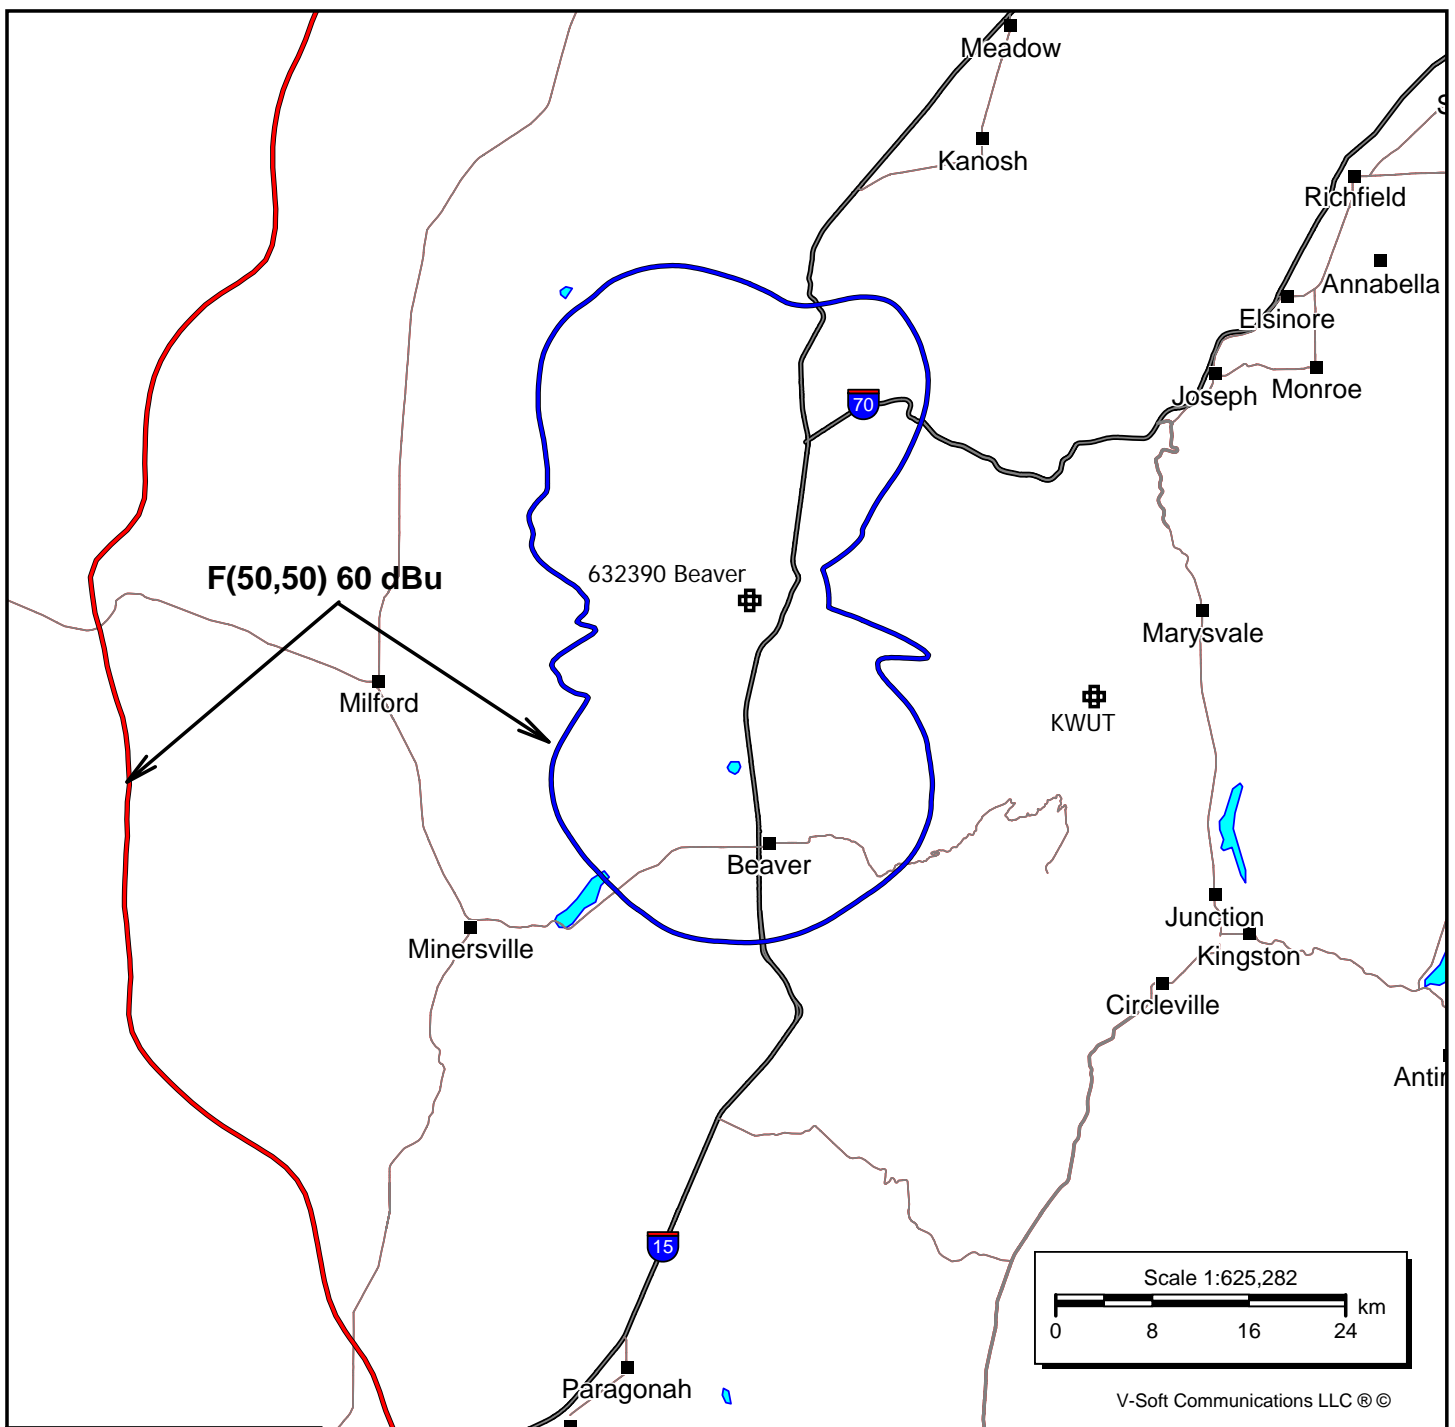 Meadow
Kanosh
Richfield
Annabella
Elsinore
Joseph
Monroe
70
F(50,50) 60 dBu
632390 Beaver
Marysvale
Milford
KWUT
Beaver
Junction
Minersville
Kingston
Circleville
15
Scale 1:625,282
km
0 8 16 24
Paragonah
V-Soft Communications LLC ® ©